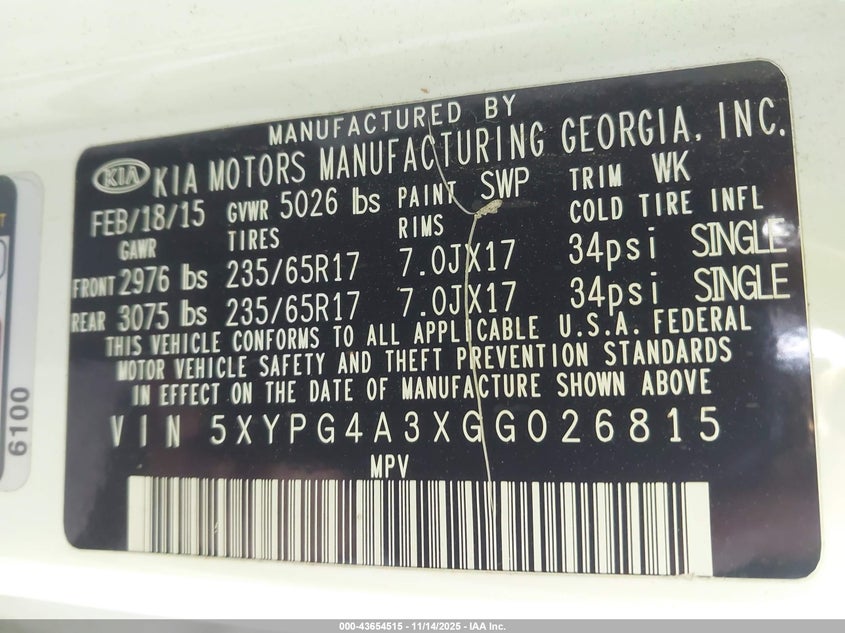 MANUFACTURED BY
KIA KIA MOTORS MANUFACTURING GEORGIA, INC.
FEB/18/15 GVWR 5026 lbs PAINT SWP TRIM WK
GAWR TIRES RIMS COLD TIRE INFL
FRONT 2976 lbs 235/65R17 7.0JX17 34psi SINGLE
REAR 3075 lbs 235/65R17 7.0JX17 34psi SINGLE
THIS VEHICLE CONFORMS TO ALL APPLICABLE U.S.A. FEDERAL
MOTOR VEHICLE SAFETY AND THEFT PREVENTION STANDARDS
IN EFFECT ON THE DATE OF MANUFACTURE SHOWN ABOVE
VIN 5XYPG4A3XGG026815
MPV
6100
000-43654515 - 11/14/2025 - IAA Inc.